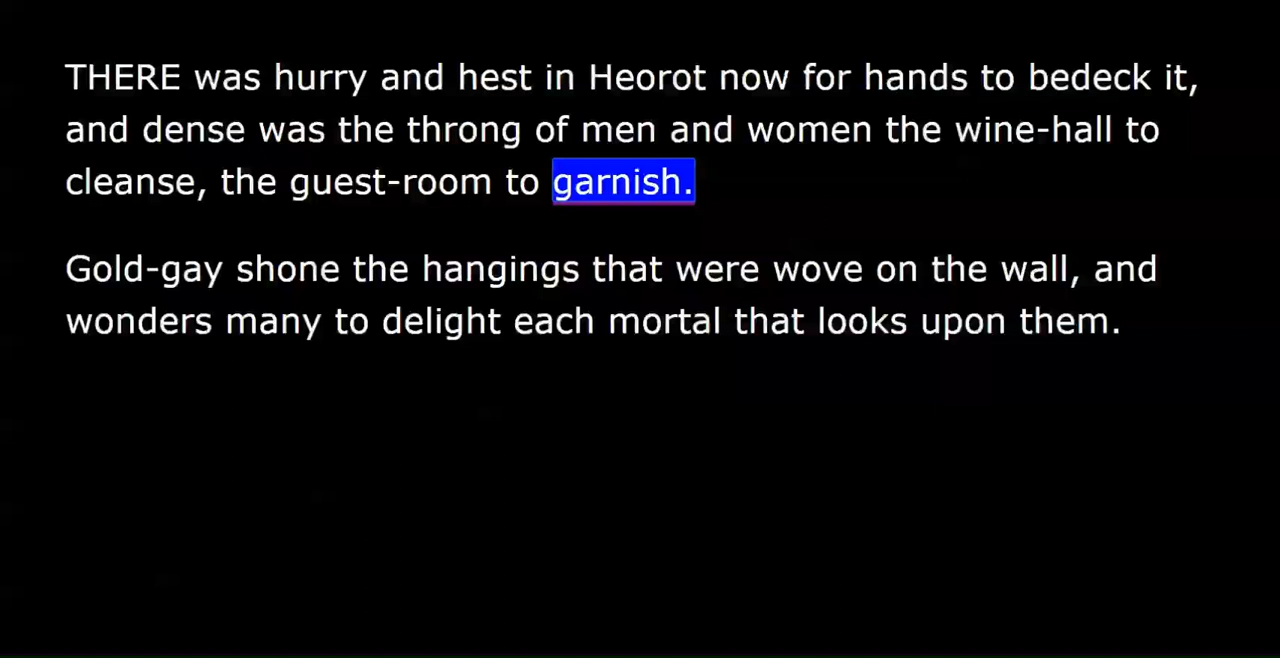 THERE was hurry and hest in Heorot now for hands to bedeck it,
and dense was the throng of men and women the wine-hall to
cleanse, the guest-room to garnish.
Gold-gay shone the hangings that were wove on the wall, and
wonders many to delight each mortal that looks upon them.